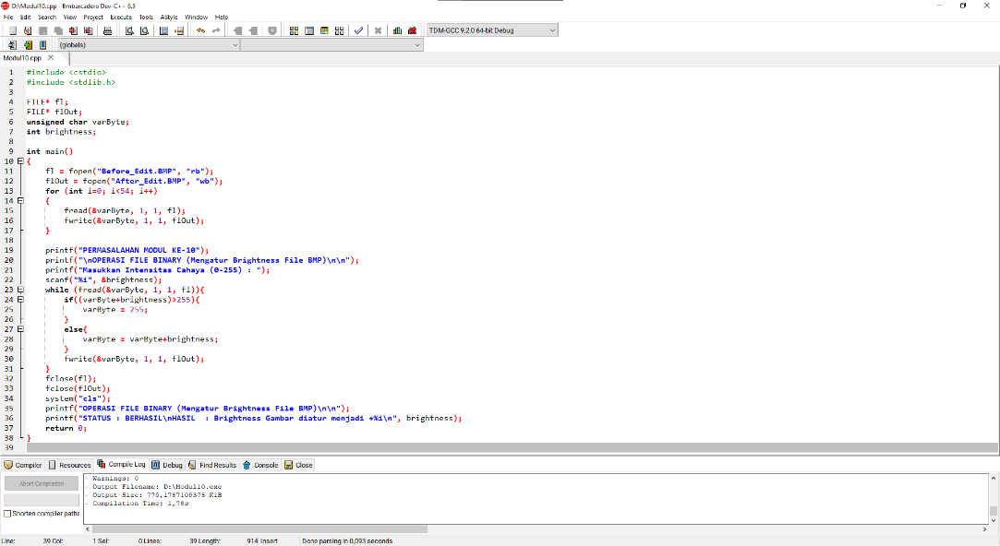 D:\Modul10.cpp - Embarcadero Dev-C++ 6.3
File Edit Search View Project Execute Tools AStyle Window Help
TDM-GCC 9.2.0 64-bit Debug
(globals)
Modul10.cpp
1 #include <cstdio>
2 #include <stdlib.h>
3
4 FILE* fl;
5 FILE* flOut;
6 unsigned char varByte;
7 int brightness;
8
9 int main()
10 {
11 fl = fopen("Before_Edit.BMP", "rb");
12 flOut = fopen("After_Edit.BMP", "wb");
13 for (int i=0; i<54; i++)
14 {
15 fread(&varByte, 1, 1, fl);
16 fwrite(&varByte, 1, 1, flOut);
17 }
18
19 printf("PERMASALAHAN MODUL KE-10");
20 printf("\nOPERASI FILE BINARY (Mengatur Brightness File BMP)\n\n");
21 printf("Masukkan Intensitas Cahaya (0-255) : ");
22 scanf("%i", &brightness);
23 while (fread(&varByte, 1, 1, fl)){
24 if((varByte+brightness)>255){
25 varByte = 255;
26 }
27 else{
28 varByte = varByte+brightness;
29 }
30 fwrite(&varByte, 1, 1, flOut);
31 }
32 fclose(fl);
33 fclose(flOut);
34 system("cls");
35 printf("OPERASI FILE BINARY (Mengatur Brightness File BMP)\n\n");
36 printf("STATUS : BERHASIL\nHASIL  : Brightness Gambar diatur menjadi +%i\n", brightness);
37 return 0;
38 }
39
Compiler Resources Compile Log Debug Find Results Console Close
Abort Compilation
Shorten compiler paths
- Warnings: 0
- Output Filename: D:\Modul10.exe
- Output Size: 770,1787109375 KiB
- Compilation Time: 1,78s
Line: 39 Col: 1 Sel: 0 Lines: 39 Length: 914 Insert Done parsing in 0,093 seconds